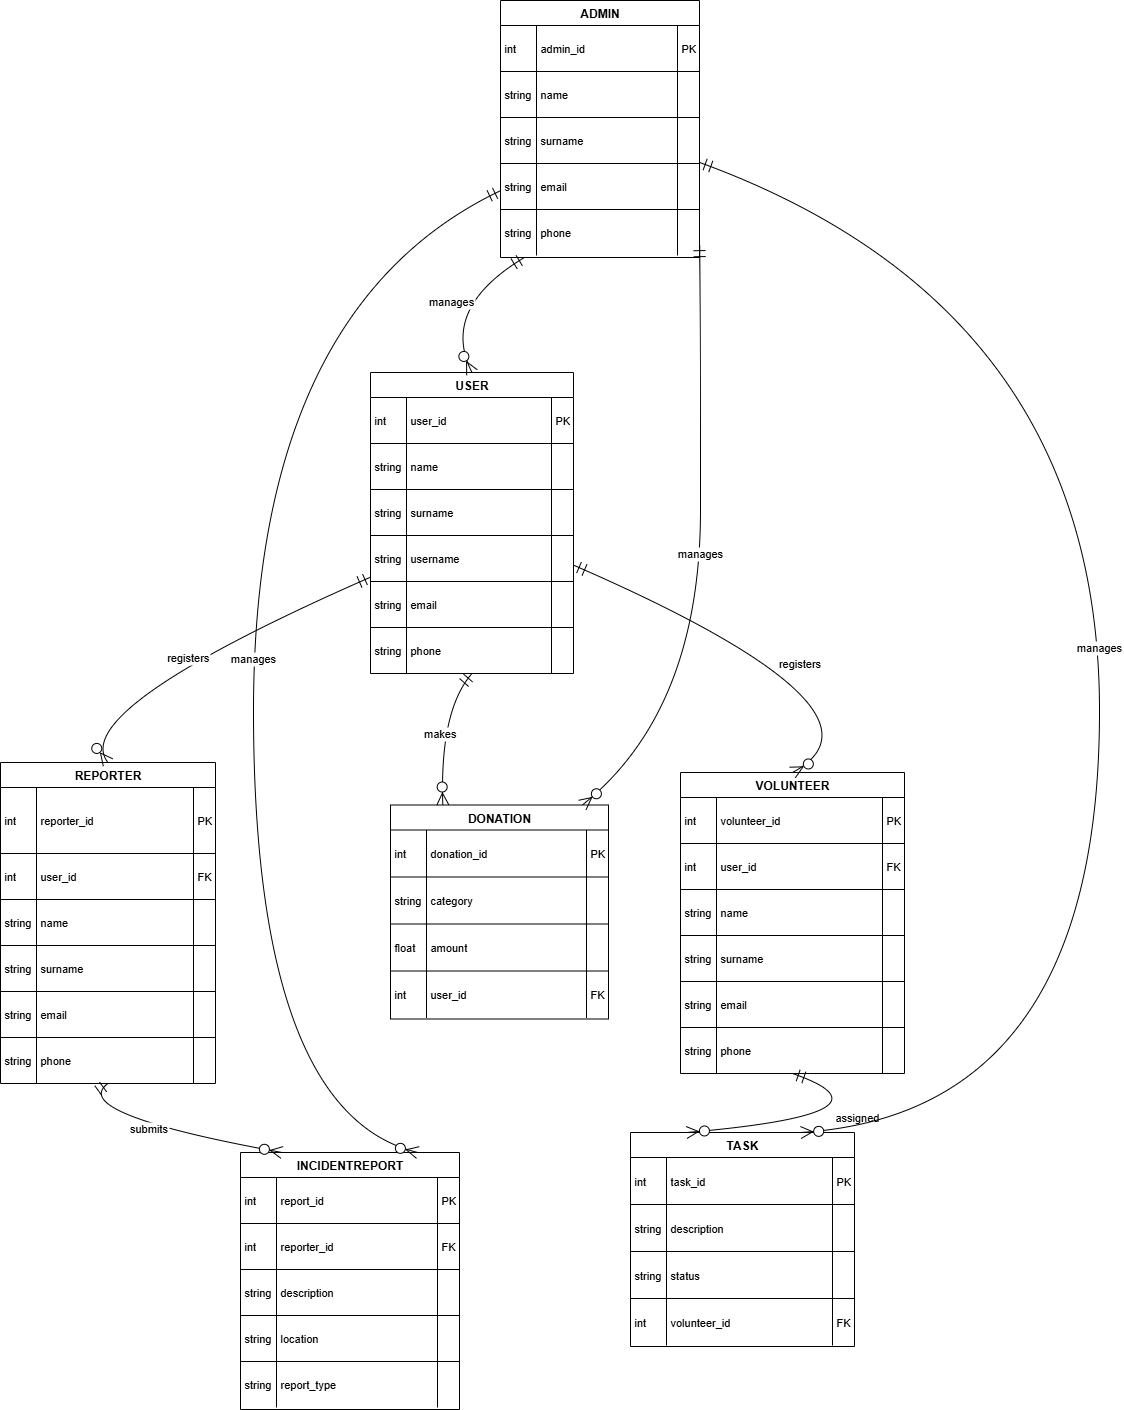 ADMIN
int admin_id PK
string name
string surname
string email
string phone
manages
USER
int user_id PK
string name
string surname
string username
string email
string phone
manages
registers
manages
registers
manages
makes
REPORTER
int reporter_id PK
int user_id FK
string name
string surname
string email
string phone
DONATION
int donation_id PK
string category
float amount
int user_id FK
VOLUNTEER
int volunteer_id PK
int user_id FK
string name
string surname
string email
string phone
submits
assigned
INCIDENTREPORT
int report_id PK
int reporter_id FK
string description
string location
string report_type
TASK
int task_id PK
string description
string status
int volunteer_id FK